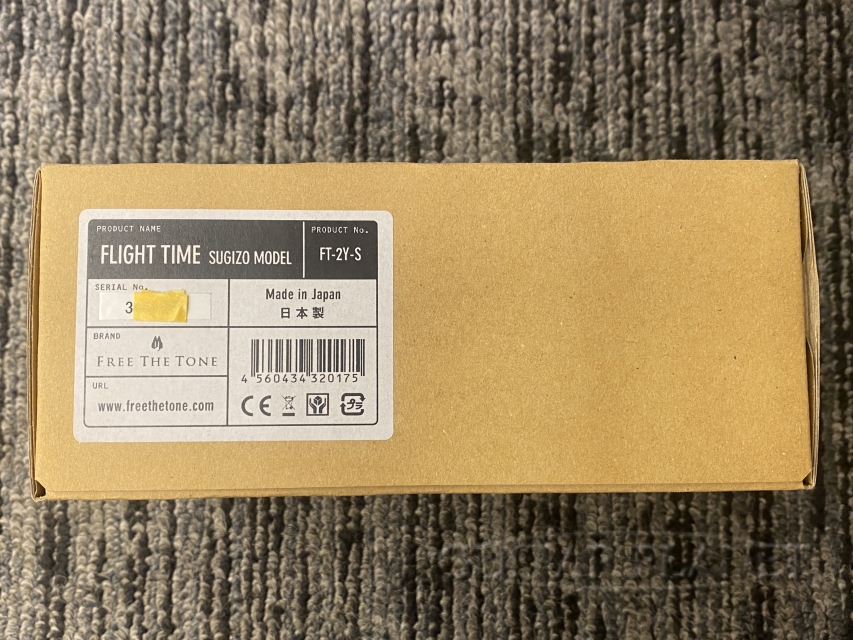 PRODUCT NAME
FLIGHT TIME SUGIZO MODEL
PRODUCT No.
FT-2Y-S
SERIAL No.
3
Made in Japan
日本製
BRAND
FREE THE TONE
URL
www.freethetone.com
4 560434 320175
CE